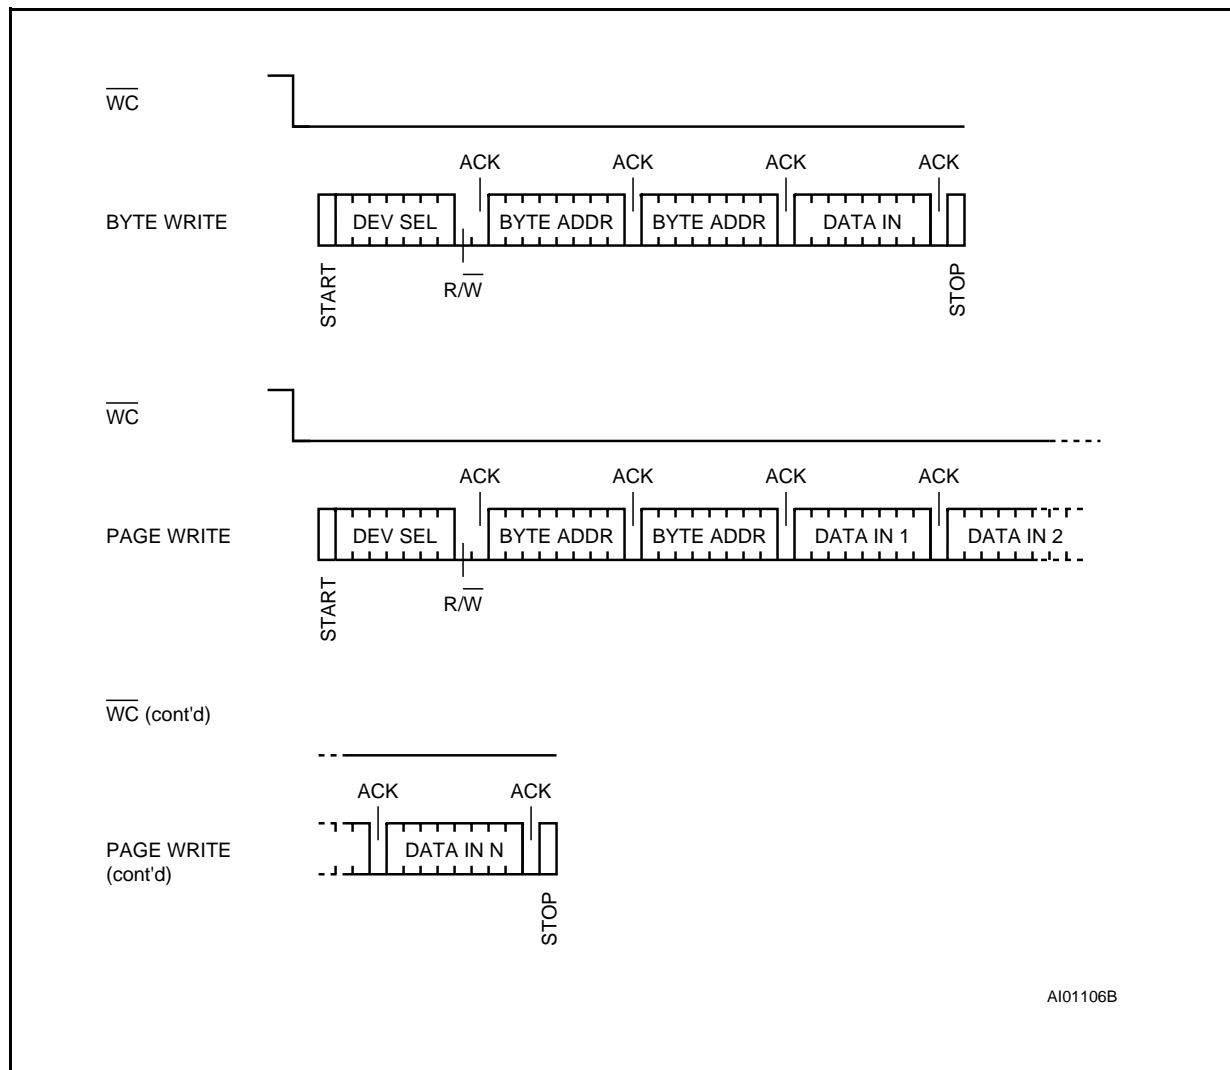 WC
ACK ACK ACK ACK
BYTE WRITE DEV SEL BYTE ADDR BYTE ADDR DATA IN
START R/W STOP
WC
ACK ACK ACK ACK
PAGE WRITE DEV SEL BYTE ADDR BYTE ADDR DATA IN 1 DATA IN 2
START R/W
WC (cont'd)
ACK ACK
PAGE WRITE DATA IN N
(cont'd)
STOP
AI01106B